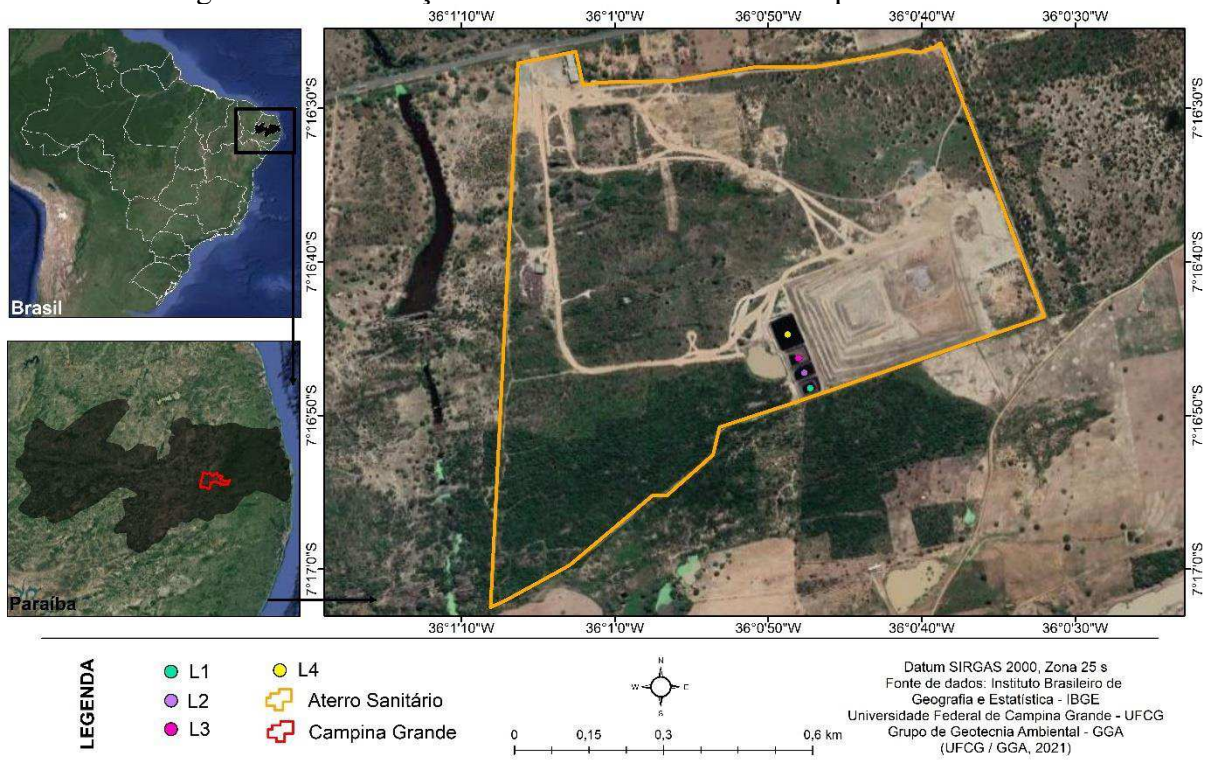 36°1'10"W 36°1'0"W 36°0'50"W 36°0'40"W 36°0'30"W
7°16'30"S
7°16'40"S
7°16'50"S
7°17'0"S
Brasil
Paraíba
7°16'30"S
7°16'40"S
7°16'50"S
7°17'0"S
36°1'10"W 36°1'0"W 36°0'50"W 36°0'40"W 36°0'30"W
LEGENDA
L1
L2
L3
L4
Aterro Sanitário
Campina Grande
N
W E
S
0 0,15 0,3 0,6 km
Datum SIRGAS 2000, Zona 25 s
Fonte de dados: Instituto Brasileiro de
Geografia e Estatística - IBGE
Universidade Federal de Campina Grande - UFCG
Grupo de Geotecnia Ambiental - GGA
(UFCG / GGA, 2021)